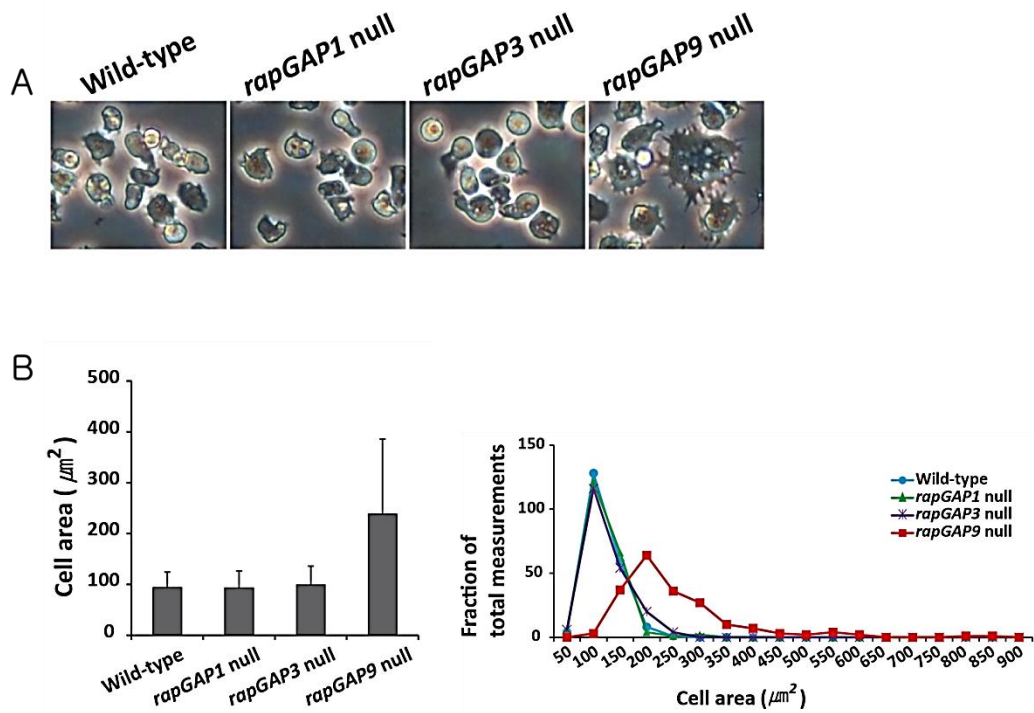 A
Wild-type
rapGAP1 null
rapGAP3 null
rapGAP9 null
B
Cell area (㎛²)
500
400
300
200
100
0
Wild-type
rapGAP1 null
rapGAP3 null
rapGAP9 null
Fraction of
total measurements
150
100
50
0
Wild-type
rapGAP1 null
rapGAP3 null
rapGAP9 null
50 100 150 200 250 300 350 400 450 500 550 600 650 700 750 800 850 900
Cell area (㎛²)